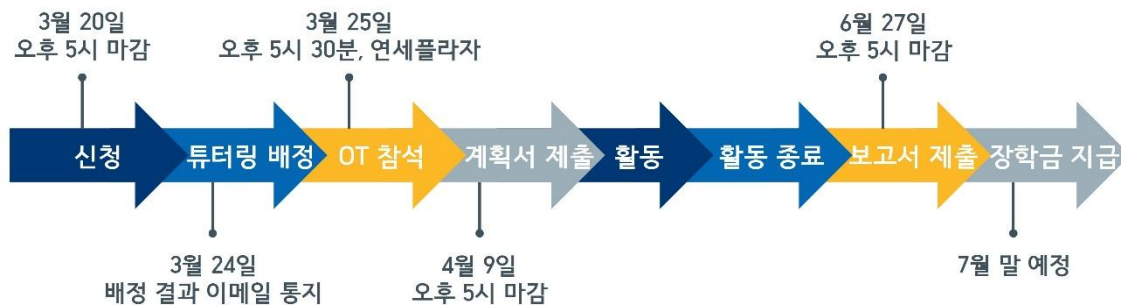 3월 20일
오후 5시 마감
3월 25일
오후 5시 30분, 연세플라자
6월 27일
오후 5시 마감
신청
튜터링 배정
OT 참석
계획서 제출
활동
활동 종료
보고서 제출
장학금 지급
3월 24일
배정 결과 이메일 통지
4월 9일
오후 5시 마감
7월 말 예정